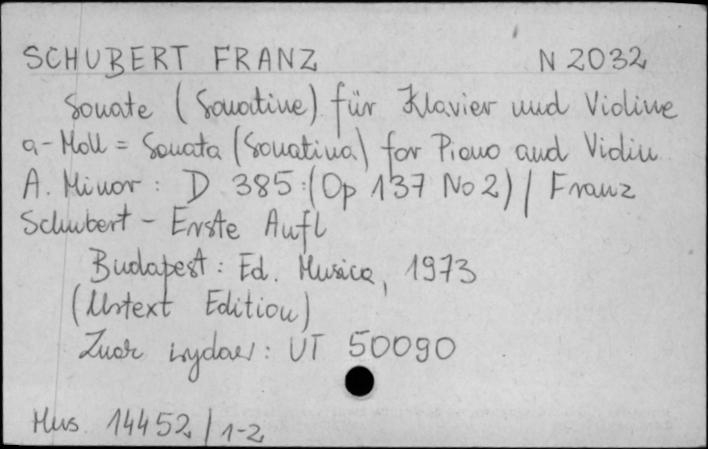 SCHUBERT FRANZ N 2032
Sonate (Sonatine) für Klavier und Violine
a-Moll = Sonata (Sonatina) for Piano and Violin
A. Minor : D 385 : (Op 137 No 2) / Franz
Schubert - Erste Aufl
Budapest : Ed. Musica, 1973
(Urtext Edition)
Znak wydaw : UT 50090
Mus. 14452 / 1-2